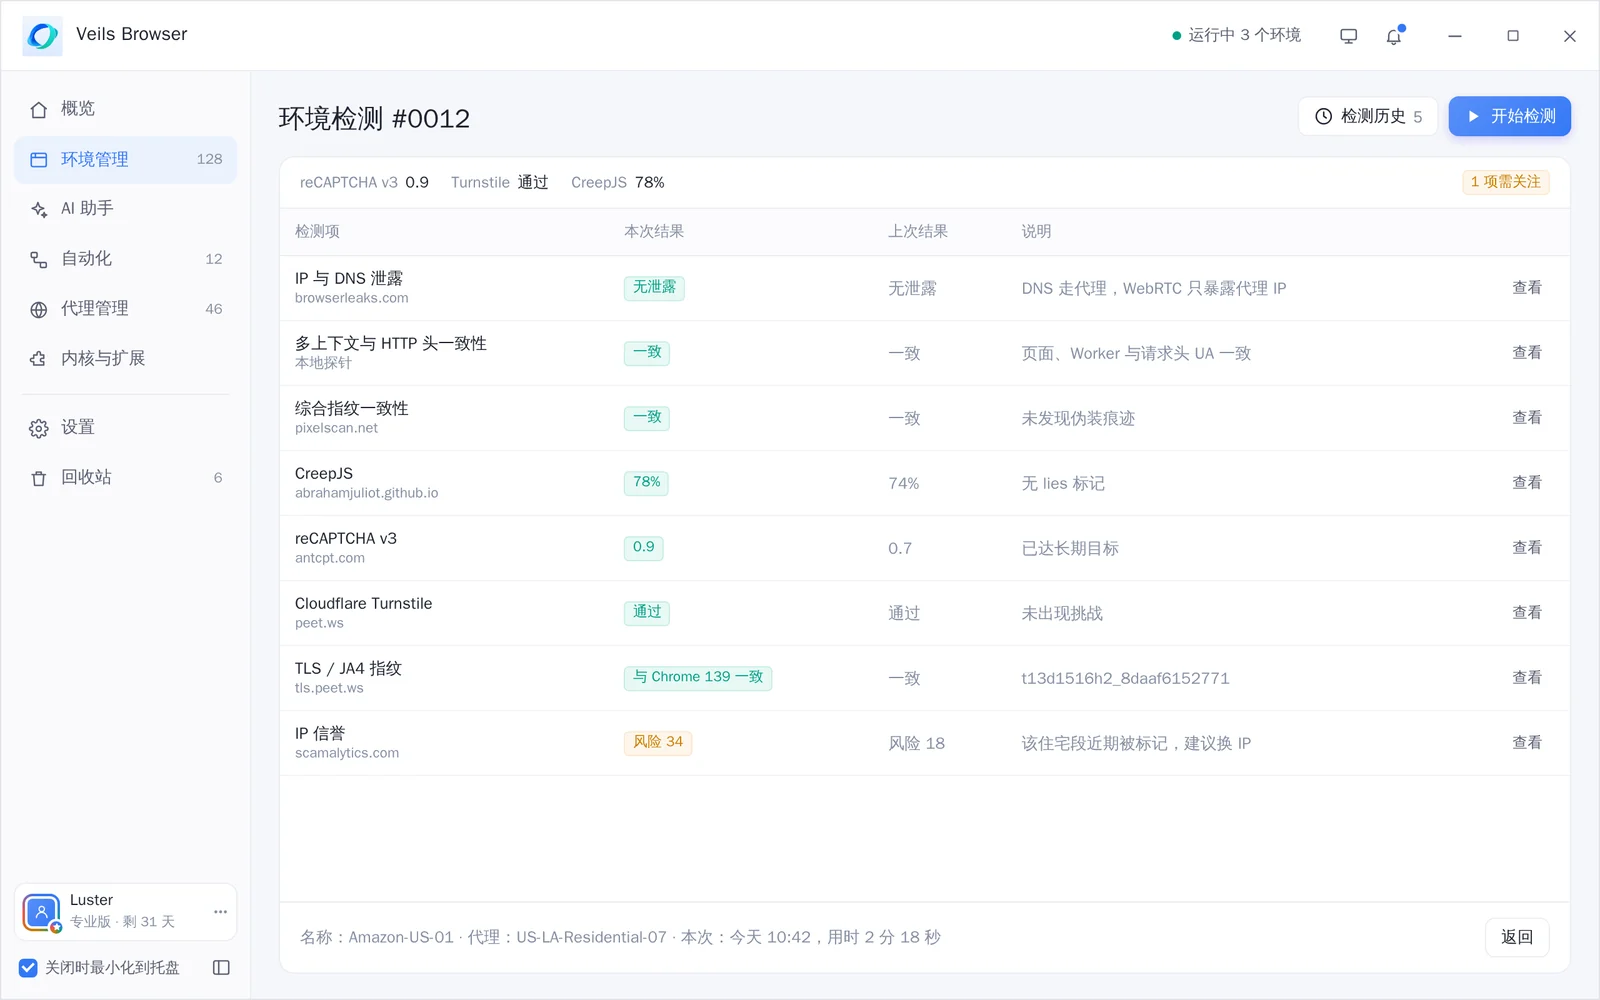 Veils Browser
运行中 3 个环境
概览
环境管理 128
AI 助手
自动化 12
代理管理 46
内核与扩展
设置
回收站 6
Luster
专业版 · 剩 31 天
关闭时最小化到托盘
环境检测 #0012
检测历史 5
开始检测
reCAPTCHA v3 0.9 Turnstile 通过 CreepJS 78%
1 项需关注
检测项 本次结果 上次结果 说明
IP 与 DNS 泄露
browserleaks.com
无泄露 无泄露 DNS 走代理，WebRTC 只暴露代理 IP 查看
多上下文与 HTTP 头一致性
本地探针
一致 一致 页面、Worker 与请求头 UA 一致 查看
综合指纹一致性
pixelscan.net
一致 一致 未发现伪装痕迹 查看
CreepJS
abrahamjuliot.github.io
78% 74% 无 lies 标记 查看
reCAPTCHA v3
antcpt.com
0.9 0.7 已达长期目标 查看
Cloudflare Turnstile
peet.ws
通过 通过 未出现挑战 查看
TLS / JA4 指纹
tls.peet.ws
与 Chrome 139 一致 一致 t13d1516h2_8daaf6152771 查看
IP 信誉
scamalytics.com
风险 34 风险 18 该住宅段近期被标记，建议换 IP 查看
名称：Amazon-US-01 · 代理：US-LA-Residential-07 · 本次：今天 10:42，用时 2 分 18 秒
返回